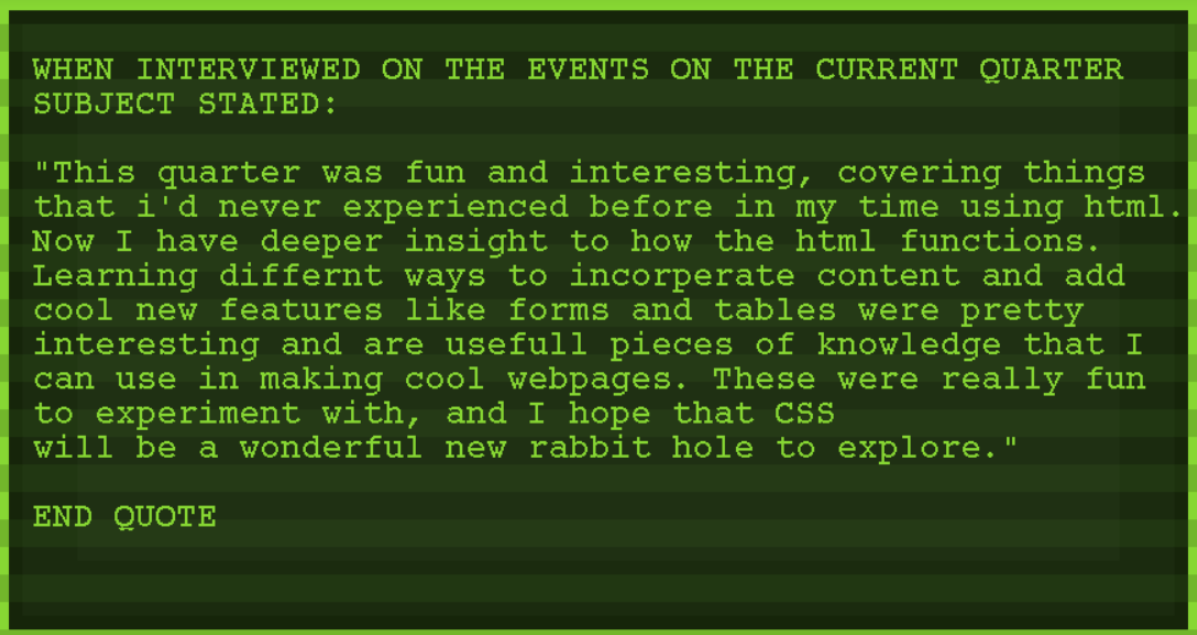 WHEN INTERVIEWED ON THE EVENTS ON THE CURRENT QUARTER
SUBJECT STATED:
"This quarter was fun and interesting, covering things
that i'd never experienced before in my time using html.
Now I have deeper insight to how the html functions.
Learning differnt ways to incorperate content and add
cool new features like forms and tables were pretty
interesting and are usefull pieces of knowledge that I
can use in making cool webpages. These were really fun
to experiment with, and I hope that CSS
will be a wonderful new rabbit hole to explore."
END QUOTE